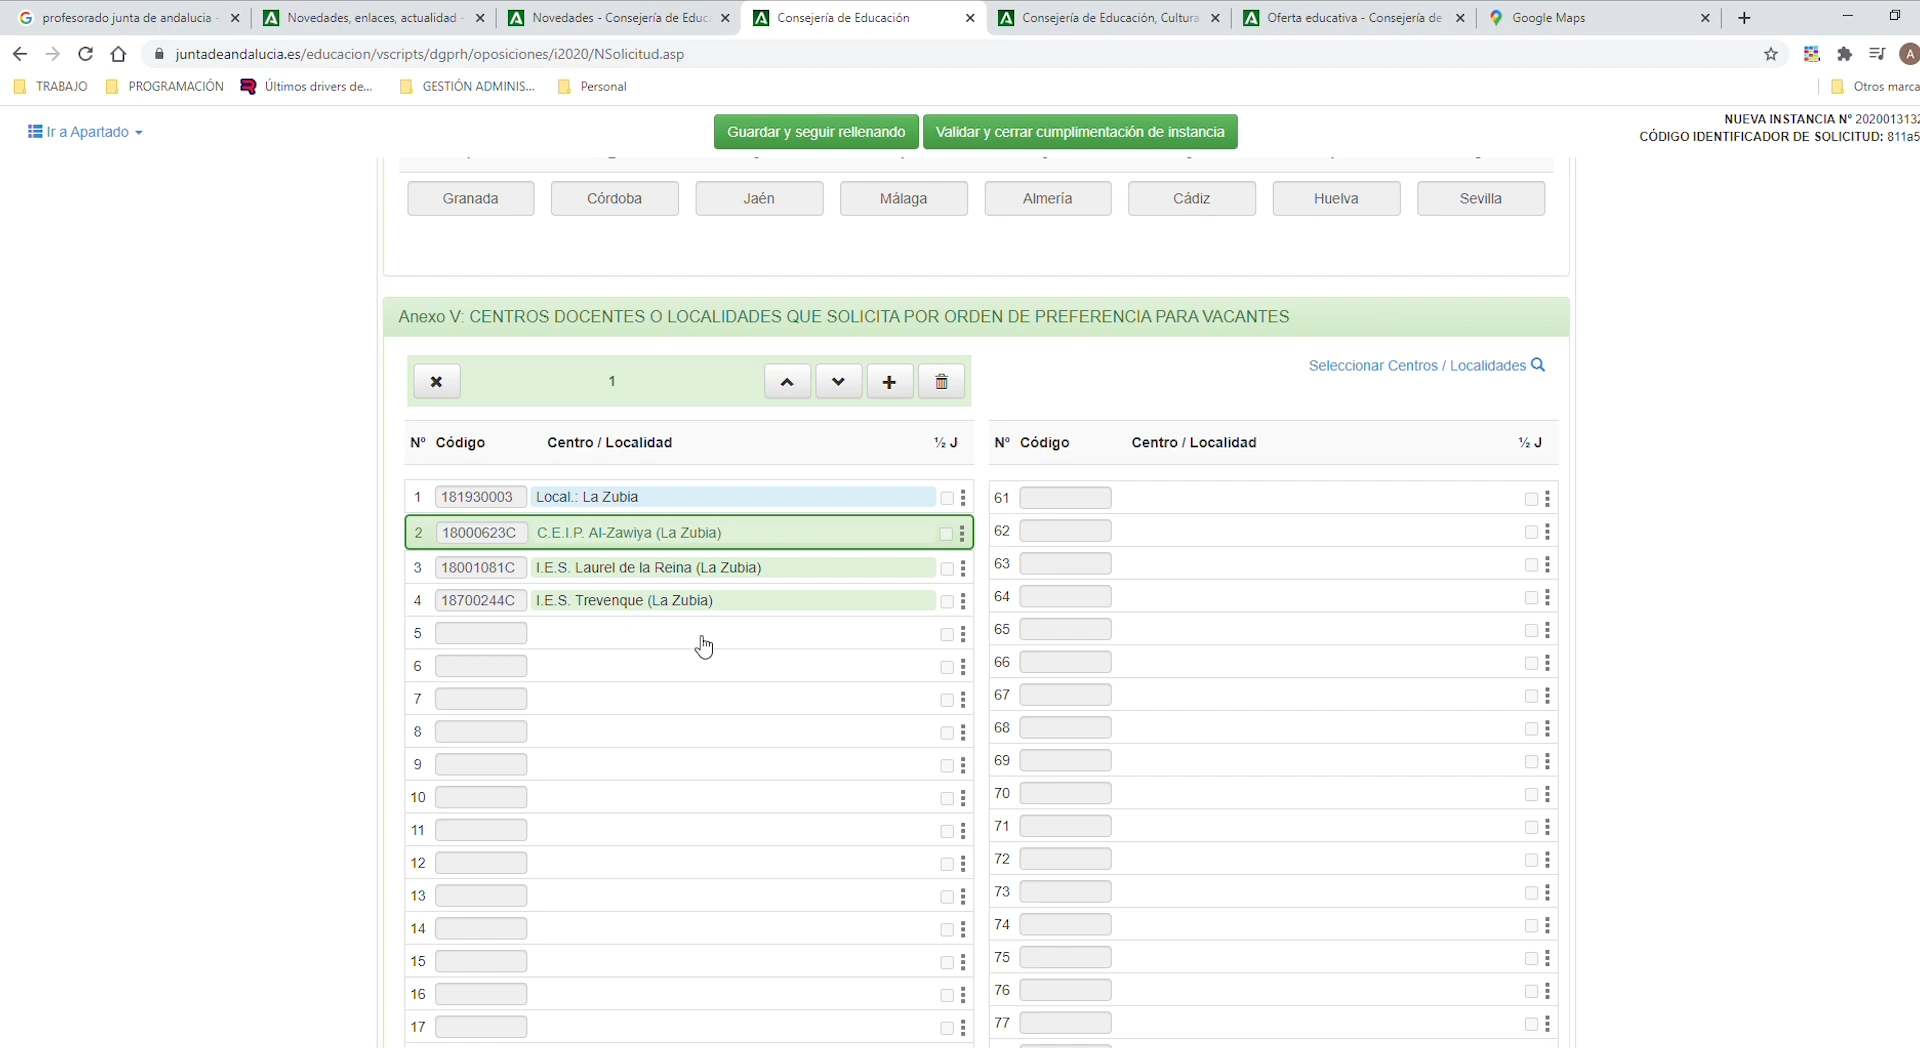 profesorado junta de andalucia -
Novedades, enlaces, actualidad -
Novedades - Consejería de Educ
Consejería de Educación
Consejería de Educación, Cultura
Oferta educativa - Consejería de
Google Maps
juntadeandalucia.es/educacion/vscripts/dgprh/oposiciones/i2020/NSolicitud.asp
A
TRABAJO
PROGRAMACIÓN
Últimos drivers de...
GESTIÓN ADMINIS...
Personal
Otros marca
Ir a Apartado
Guardar y seguir rellenando
Validar y cerrar cumplimentación de instancia
NUEVA INSTANCIA Nº 2020013132
CÓDIGO IDENTIFICADOR DE SOLICITUD: 811a5
Granada Córdoba Jaén Málaga Almería Cádiz Huelva Sevilla
Anexo V: CENTROS DOCENTES O LOCALIDADES QUE SOLICITA POR ORDEN DE PREFERENCIA PARA VACANTES
1
Seleccionar Centros / Localidades
Nº Código Centro / Localidad ½ J
1 181930003 Local.: La Zubia
2 18000623C C.E.I.P. Al-Zawiya (La Zubia)
3 18001081C I.E.S. Laurel de la Reina (La Zubia)
4 18700244C I.E.S. Trevenque (La Zubia)
5
6
7
8
9
10
11
12
13
14
15
16
17
Nº Código Centro / Localidad ½ J
61
62
63
64
65
66
67
68
69
70
71
72
73
74
75
76
77